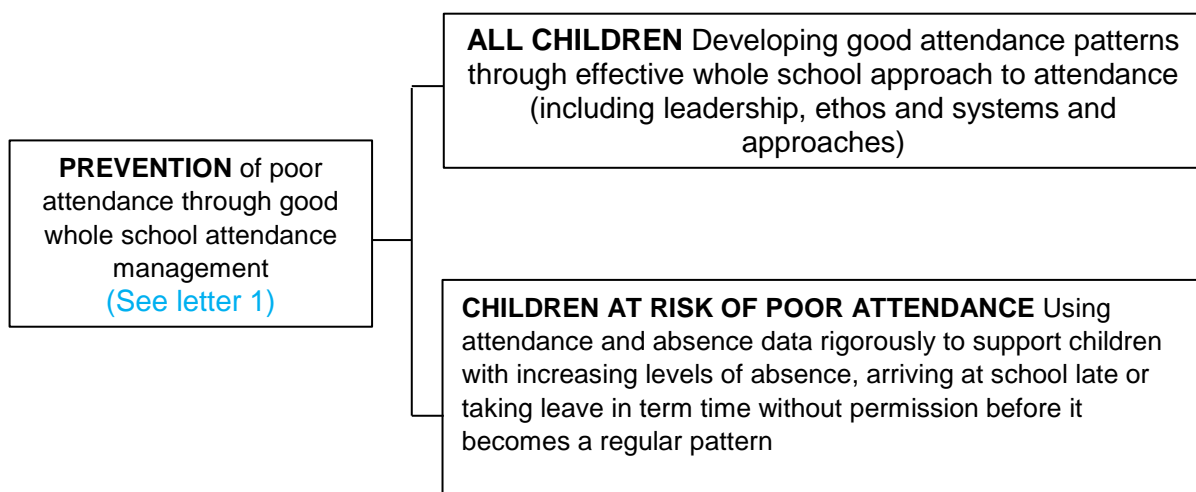 PREVENTION of poor
attendance through good
whole school attendance
management
(See letter 1)
ALL CHILDREN Developing good attendance patterns
through effective whole school approach to attendance
(including leadership, ethos and systems and
approaches)
CHILDREN AT RISK OF POOR ATTENDANCE Using
attendance and absence data rigorously to support children
with increasing levels of absence, arriving at school late or
taking leave in term time without permission before it
becomes a regular pattern